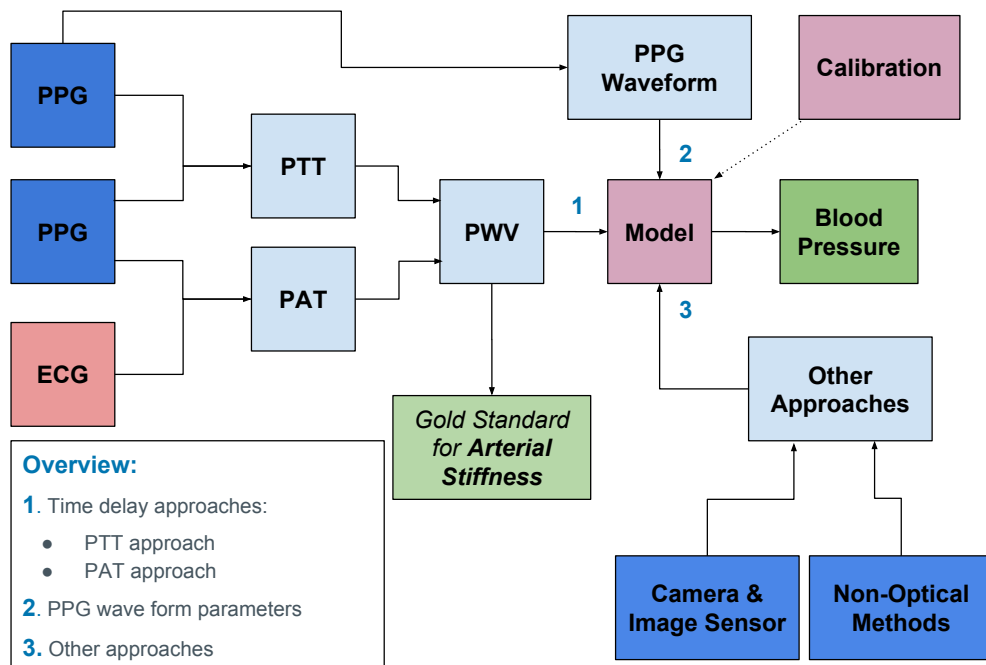 PPG
PPG
Waveform
Calibration
2
PTT
PPG
PWV
1
Model
Blood
Pressure
PAT
3
ECG
Other
Approaches
Gold Standard
for Arterial
Stiffness
Overview:
1. Time delay approaches:
● PTT approach
● PAT approach
2. PPG wave form parameters
3. Other approaches
Camera &
Image Sensor
Non-Optical
Methods